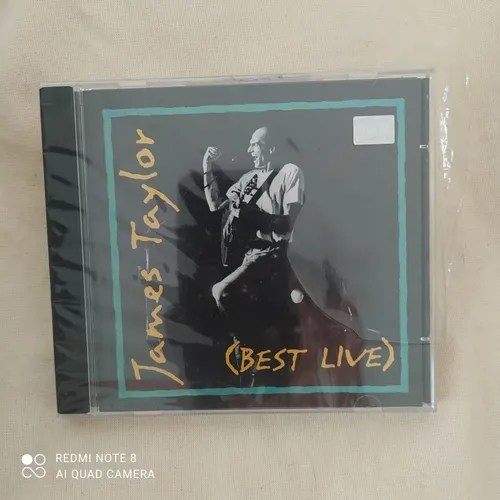 James Taylor
(BEST LIVE)
REDMI NOTE 8
AI QUAD CAMERA